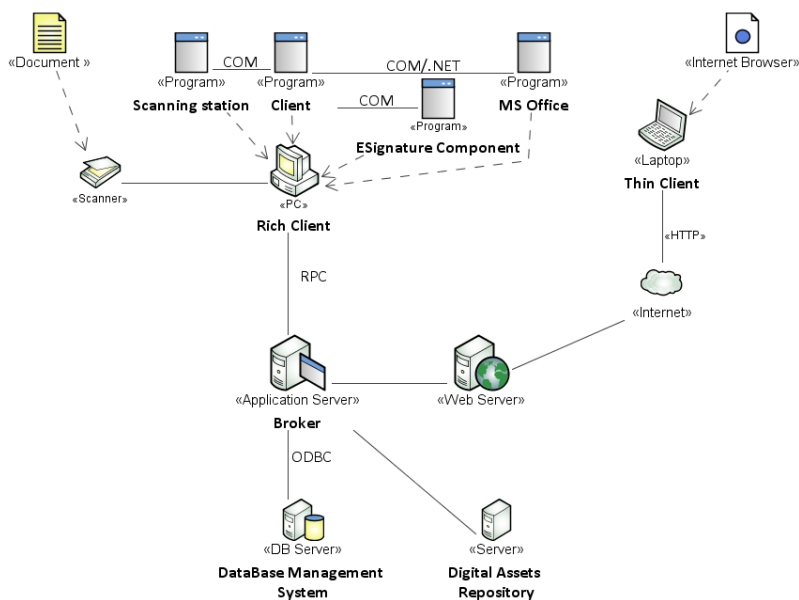 «Document »
«Program»
Scanning station
COM
«Program»
Client
COM/.NET
COM
«Program»
ESignature Component
«Program»
MS Office
«Internet Browser»
«Laptop»
Thin Client
«Scanner»
«PC»
Rich Client
«HTTP»
RPC
«Internet»
«Application Server»
Broker
«Web Server»
ODBC
«DB Server»
DataBase Management
System
«Server»
Digital Assets
Repository